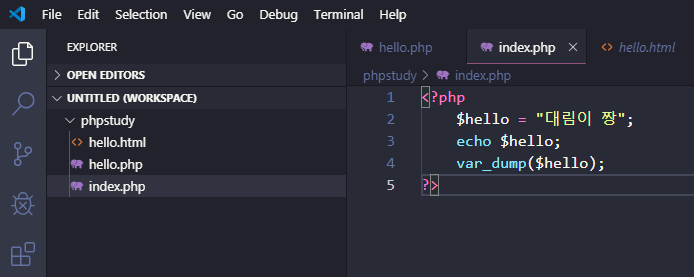 File Edit Selection View Go Debug Terminal Help
EXPLORER
OPEN EDITORS
UNTITLED (WORKSPACE)
phpstudy
hello.html
hello.php
index.php
hello.php index.php hello.html
phpstudy > index.php
1 <?php
2 $hello = "대림이 짱";
3 echo $hello;
4 var_dump($hello);
5 ?>